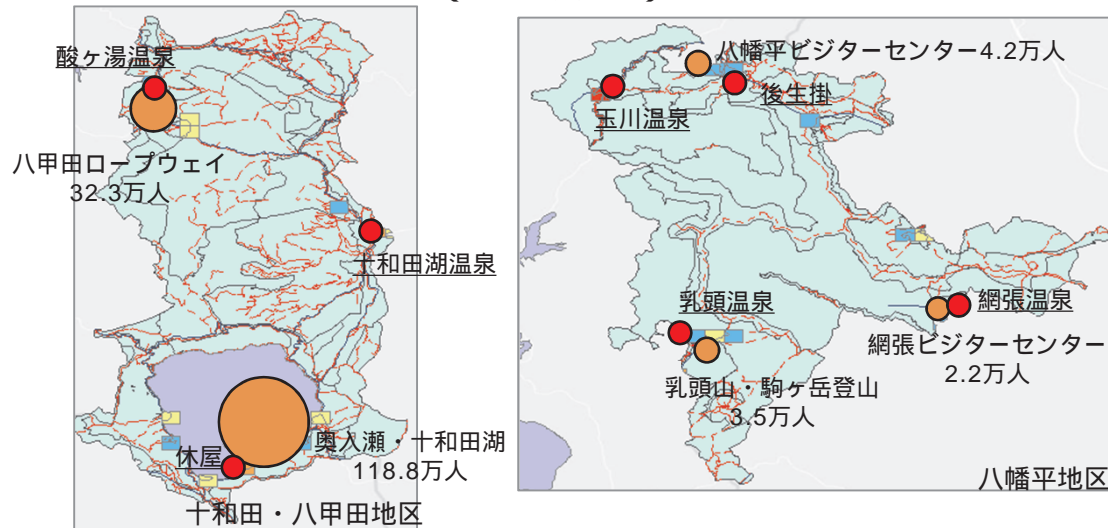 酸ヶ湯温泉
八甲田ロープウェイ
32.3万人
十和田湖温泉
休屋
奥入瀬・十和田湖
118.8万人
十和田・八甲田地区
八幡平ビジターセンター4.2万人
後生掛
玉川温泉
乳頭温泉
網張温泉
網張ビジターセンター
2.2万人
乳頭山・駒ヶ岳登山
3.5万人
八幡平地区